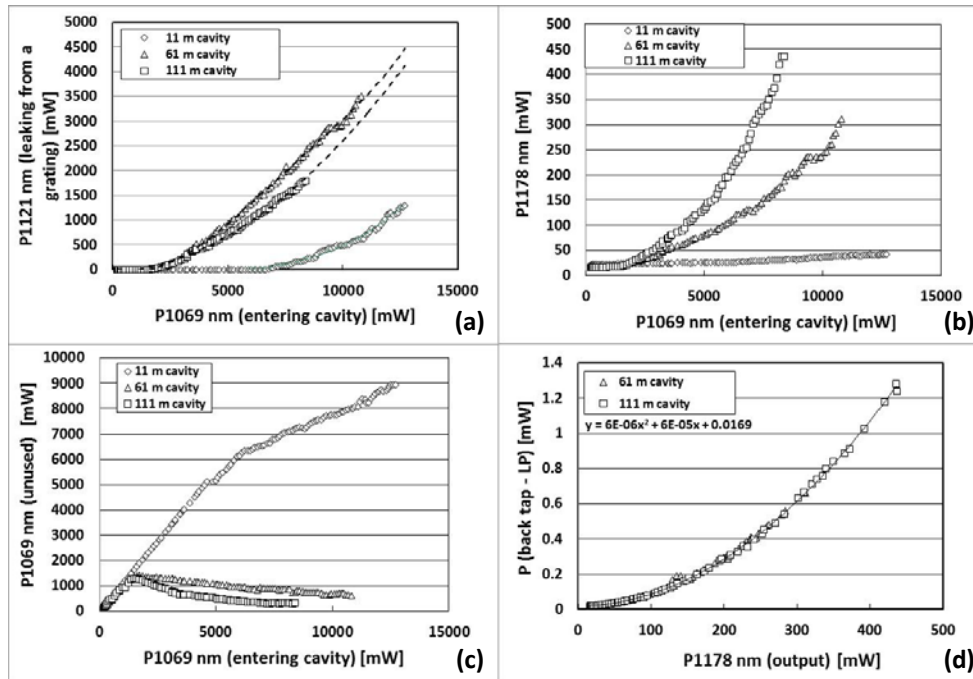 5000
4500
4000
3500
3000
2500
2000
1500
1000
500
0
P1121 nm (leaking from a
grating) [mW]
11 m cavity
61 m cavity
111 m cavity
0 5000 10000 15000
P1069 nm (entering cavity) [mW]
(a)
500
450
400
350
300
250
200
150
100
50
0
P1178 nm [mW]
11 m cavity
61 m cavity
111 m cavity
0 5000 10000 15000
P1069 nm (entering cavity) [mW]
(b)
10000
9000
8000
7000
6000
5000
4000
3000
2000
1000
0
P1069 nm (unused) [mW]
11 m cavity
61 m cavity
111 m cavity
0 5000 10000 15000
P1069 nm (entering cavity) [mW]
(c)
1.4
1.2
1
0.8
0.6
0.4
0.2
0
P (back tap - LP) [mW]
61 m cavity
111 m cavity
y = 6E-06x² + 6E-05x + 0.0169
0 100 200 300 400 500
P1178 nm (output) [mW]
(d)